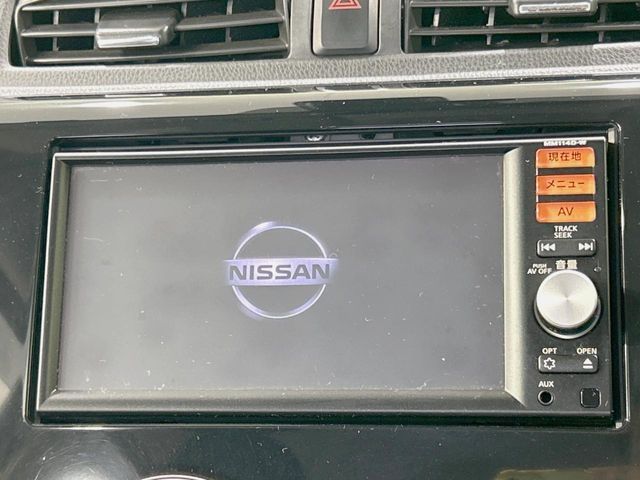 MM114D-W
現在地
メニュー
AV
TRACK
SEEK
音量
PUSH
AV OFF
NISSAN
OPT
OPEN
AUX